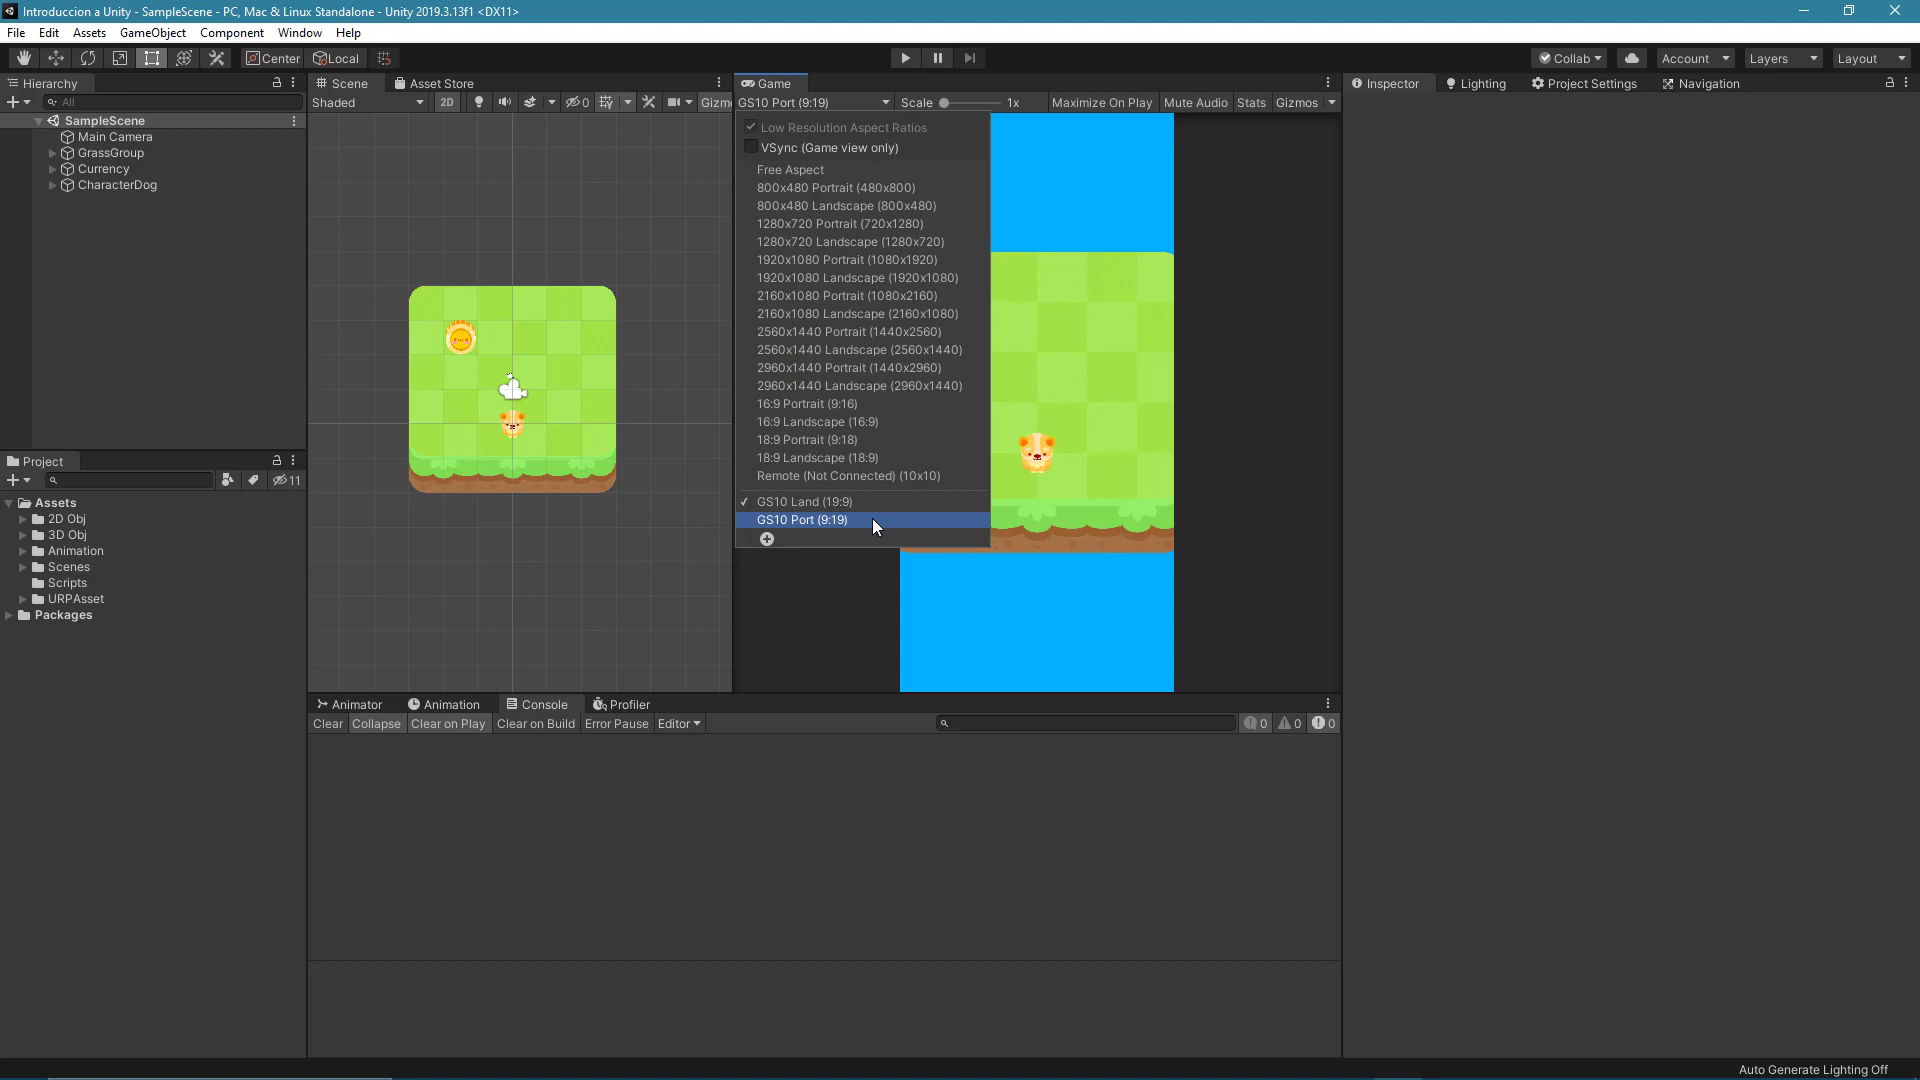 Introduccion a Unity - SampleScene - PC, Mac & Linux Standalone - Unity 2019.3.13f1 <DX11>
File Edit Assets GameObject Component Window Help
Center Local Collab Account Layers Layout
Hierarchy
All
SampleScene
Main Camera
GrassGroup
Currency
CharacterDog
Scene Asset Store
Shaded 2D 0 Gizm
Game
GS10 Port (9:19) Scale 1x Maximize On Play Mute Audio Stats Gizmos
Low Resolution Aspect Ratios
VSync (Game view only)
Free Aspect
800x480 Portrait (480x800)
800x480 Landscape (800x480)
1280x720 Portrait (720x1280)
1280x720 Landscape (1280x720)
1920x1080 Portrait (1080x1920)
1920x1080 Landscape (1920x1080)
2160x1080 Portrait (1080x2160)
2160x1080 Landscape (2160x1080)
2560x1440 Portrait (1440x2560)
2560x1440 Landscape (2560x1440)
2960x1440 Portrait (1440x2960)
2960x1440 Landscape (2960x1440)
16:9 Portrait (9:16)
16:9 Landscape (16:9)
18:9 Portrait (9:18)
18:9 Landscape (18:9)
Remote (Not Connected) (10x10)
GS10 Land (19:9)
GS10 Port (9:19)
Inspector Lighting Project Settings Navigation
Project
11
Assets
2D Obj
3D Obj
Animation
Scenes
Scripts
URPAsset
Packages
Animator Animation Console Profiler
Clear Collapse Clear on Play Clear on Build Error Pause Editor 0 0 0
Auto Generate Lighting Off